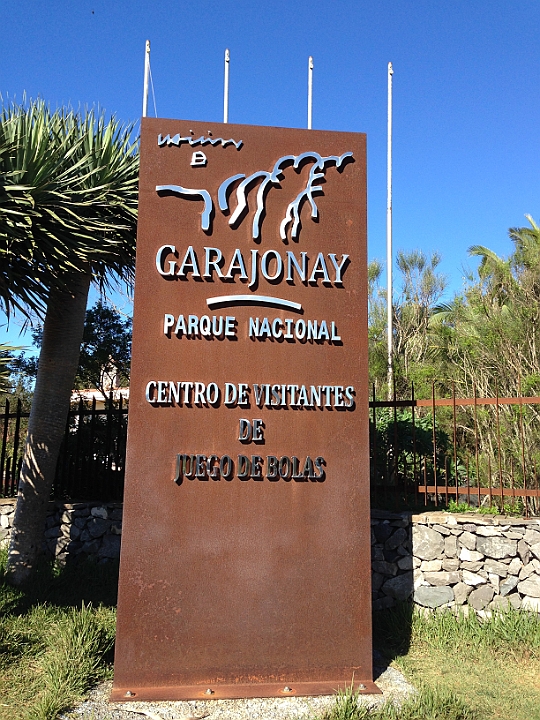 GARAJONAY
PARQUE NACIONAL
CENTRO DE VISITANTES
DE
JUEGO DE BOLAS